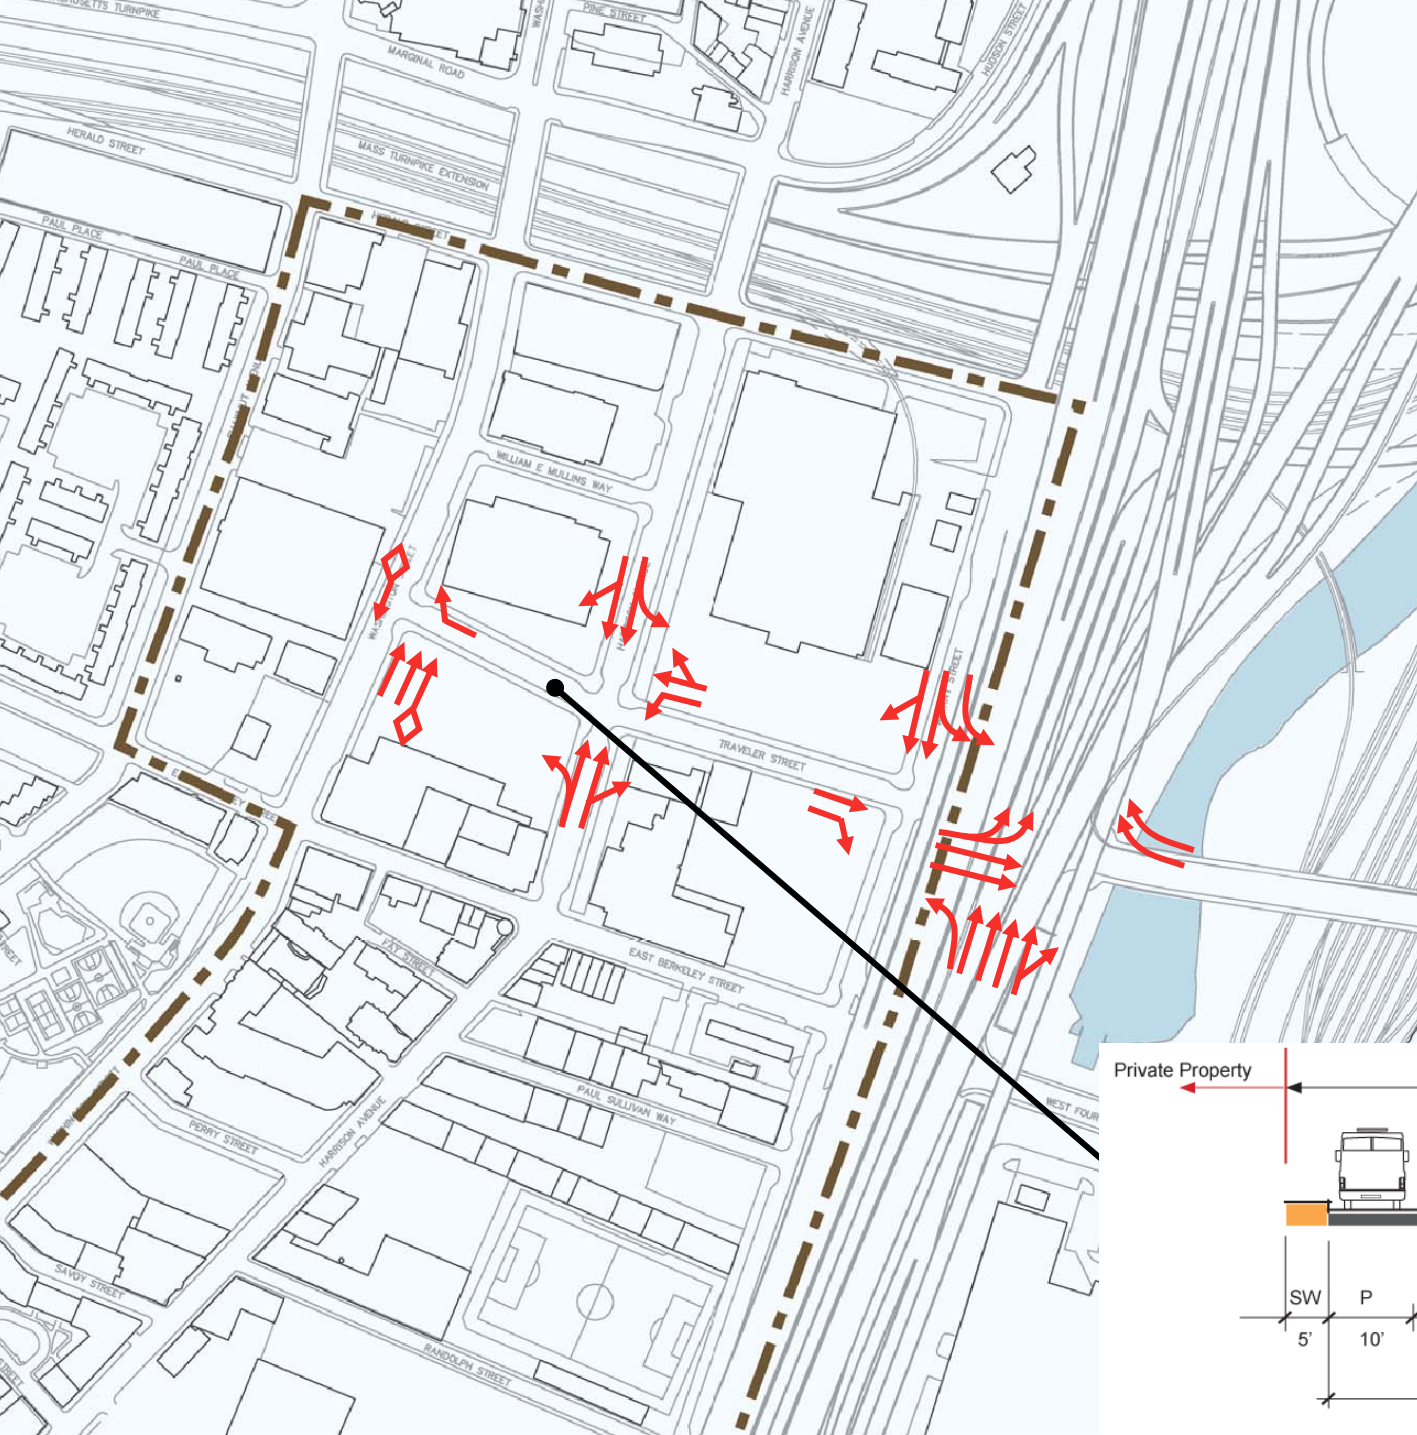 PINE STREET
HARRISON AVENUE
HUDSON STREET
MARGINAL ROAD
HERALD STREET
MASS TURNPIKE EXTENSION
PAUL PLACE
PAUL PLACE
WILLIAM E MULLINS WAY
TRAVELER STREET
EAST BERKELEY STREET
FAY STREET
PAUL SULLIVAN WAY
PERRY STREET
HARRISON AVENUE
SAVOY STREET
RANDOLPH STREET
WEST FOUR
Private Property
SW
P
5'
10'